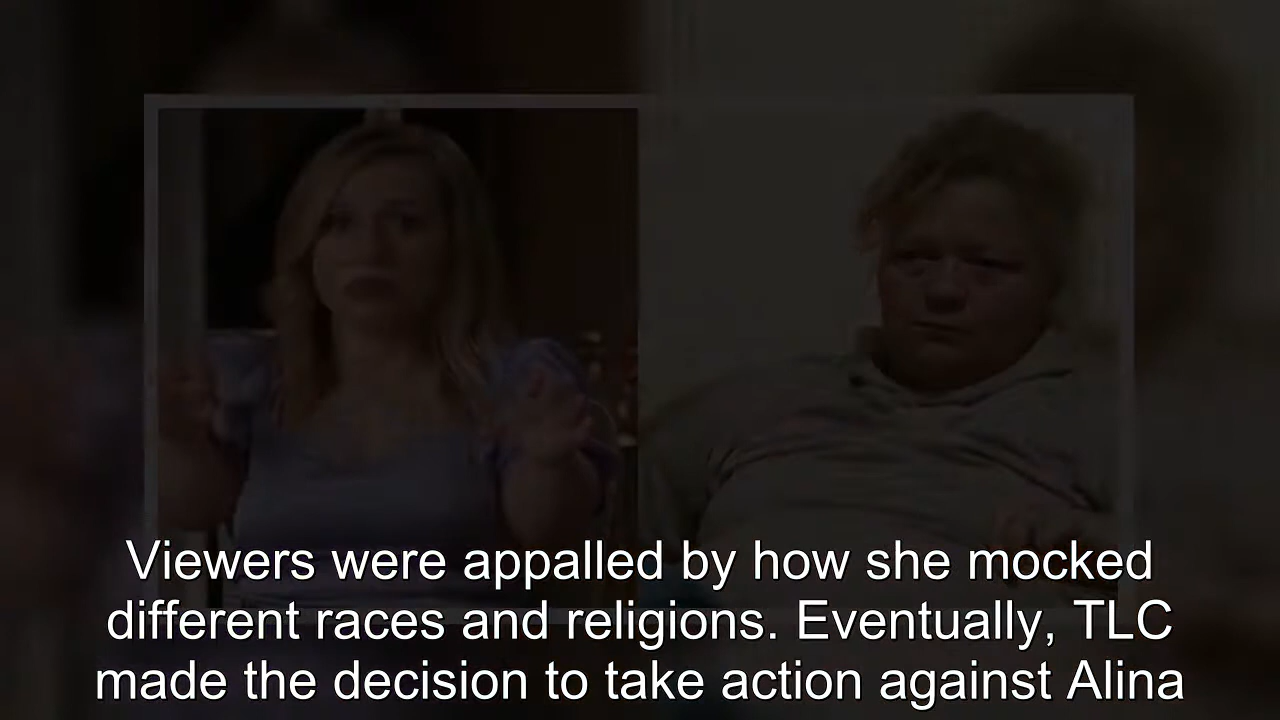 Viewers were appalled by how she mocked
different races and religions. Eventually, TLC
made the decision to take action against Alina